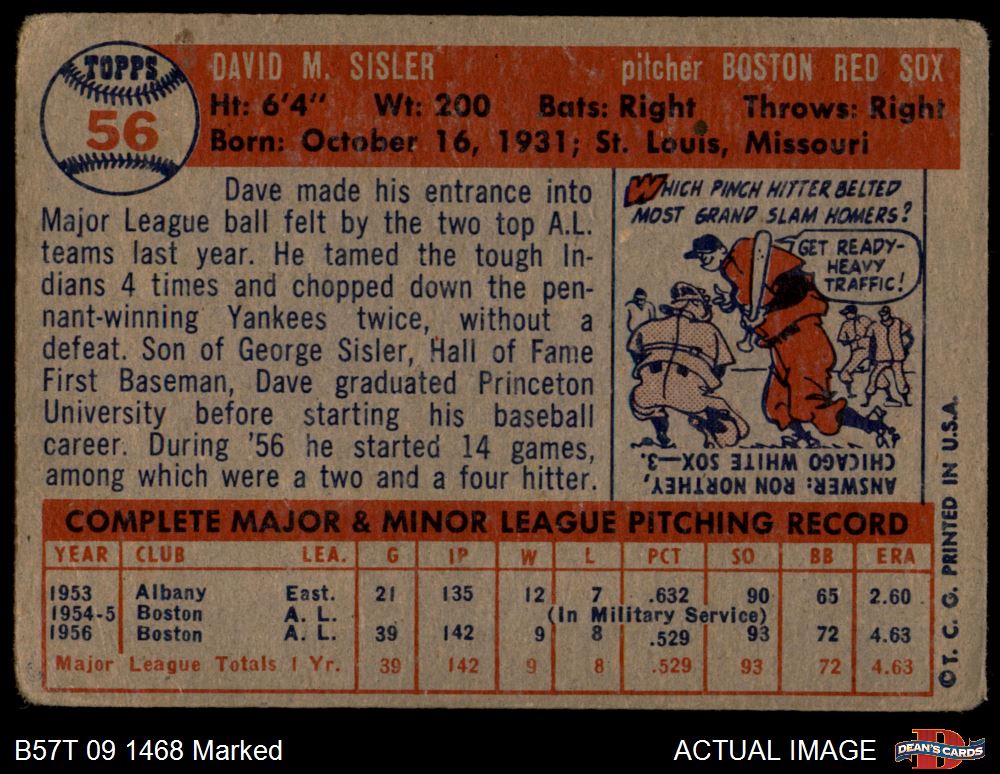 TOPPS
56
DAVID M. SISLER pitcher BOSTON RED SOX
Ht: 6'4" Wt: 200 Bats: Right Throws: Right
Born: October 16, 1931; St. Louis, Missouri
Dave made his entrance into
Major League ball felt by the two top A.L.
teams last year. He tamed the tough In-
dians 4 times and chopped down the pen-
nant-winning Yankees twice, without a
defeat. Son of George Sisler, Hall of Fame
First Baseman, Dave graduated Princeton
University before starting his baseball
career. During '56 he started 14 games,
among which were a two and a four hitter.
WHICH PINCH HITTER BELTED
MOST GRAND SLAM HOMERS?
GET READY-
HEAVY
TRAFFIC!
ANSWER: RON NORTHEY,
CHICAGO WHITE SOX—3.
COMPLETE MAJOR & MINOR LEAGUE PITCHING RECORD
YEAR CLUB LEA. G IP W L PCT SO BB ERA
1953 Albany East. 21 135 12 7 .632 90 65 2.60
1954-5 Boston A. L. (In Military Service)
1956 Boston A. L. 39 142 9 8 .529 93 72 4.63
Major League Totals 1 Yr. 39 142 9 8 .529 93 72 4.63
© T. C. G. PRINTED IN U.S.A.
B57T 09 1468 Marked
ACTUAL IMAGE
DEAN'S CARDS